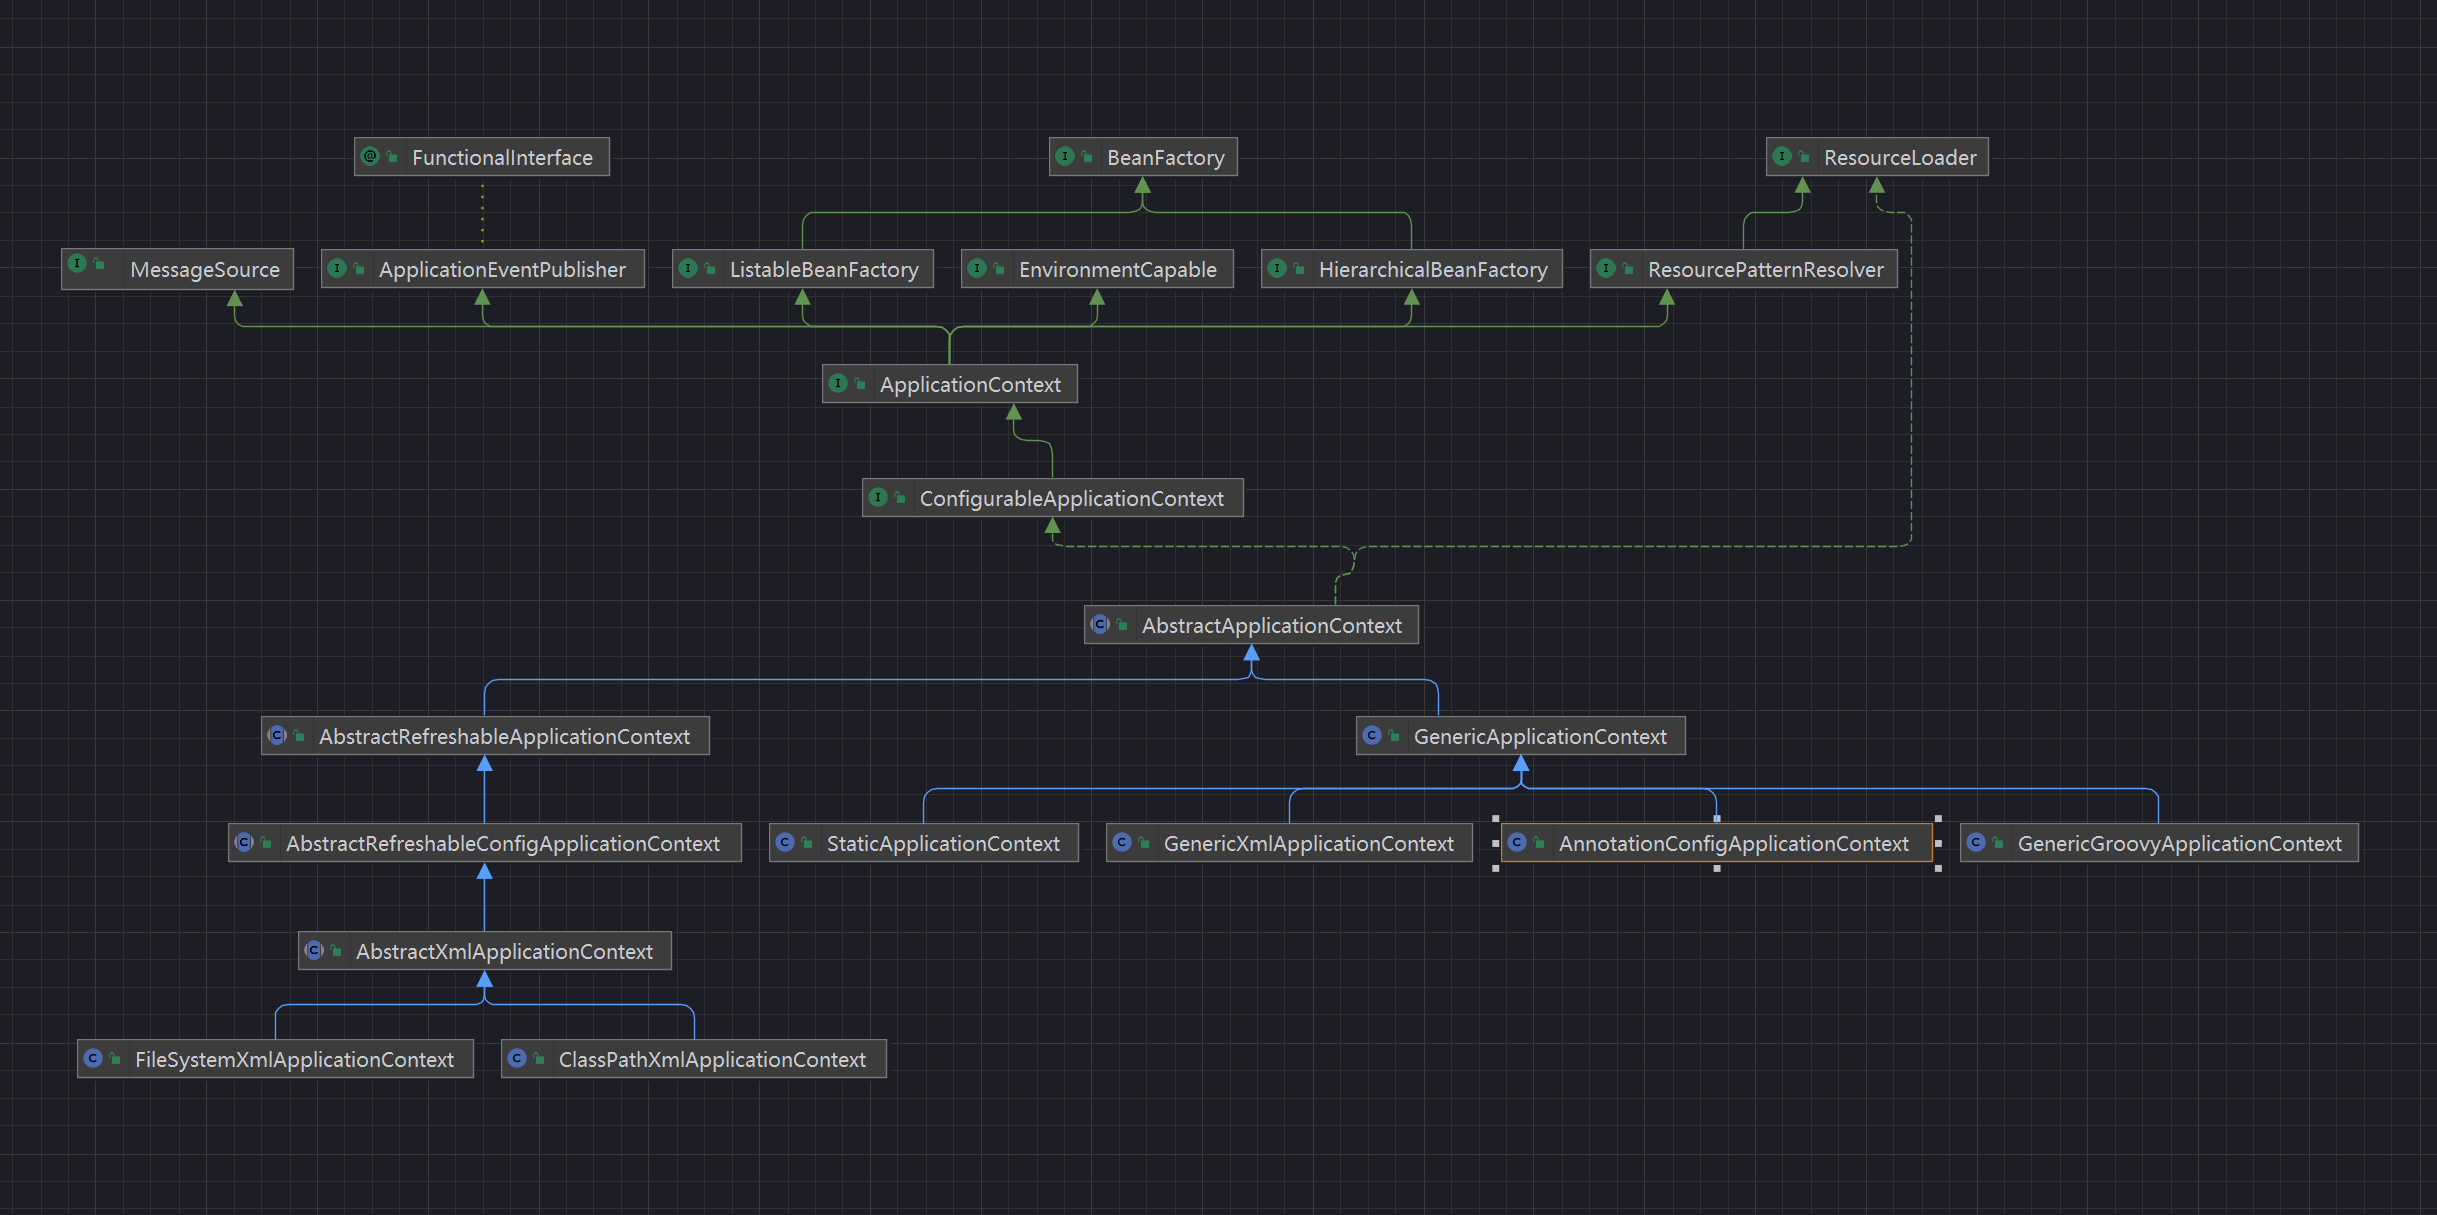 FunctionalInterface
BeanFactory
ResourceLoader
MessageSource
ApplicationEventPublisher
ListableBeanFactory
EnvironmentCapable
HierarchicalBeanFactory
ResourcePatternResolver
ApplicationContext
ConfigurableApplicationContext
AbstractApplicationContext
AbstractRefreshableApplicationContext
GenericApplicationContext
AbstractRefreshableConfigApplicationContext
StaticApplicationContext
GenericXmlApplicationContext
AnnotationConfigApplicationContext
GenericGroovyApplicationContext
AbstractXmlApplicationContext
FileSystemXmlApplicationContext
ClassPathXmlApplicationContext